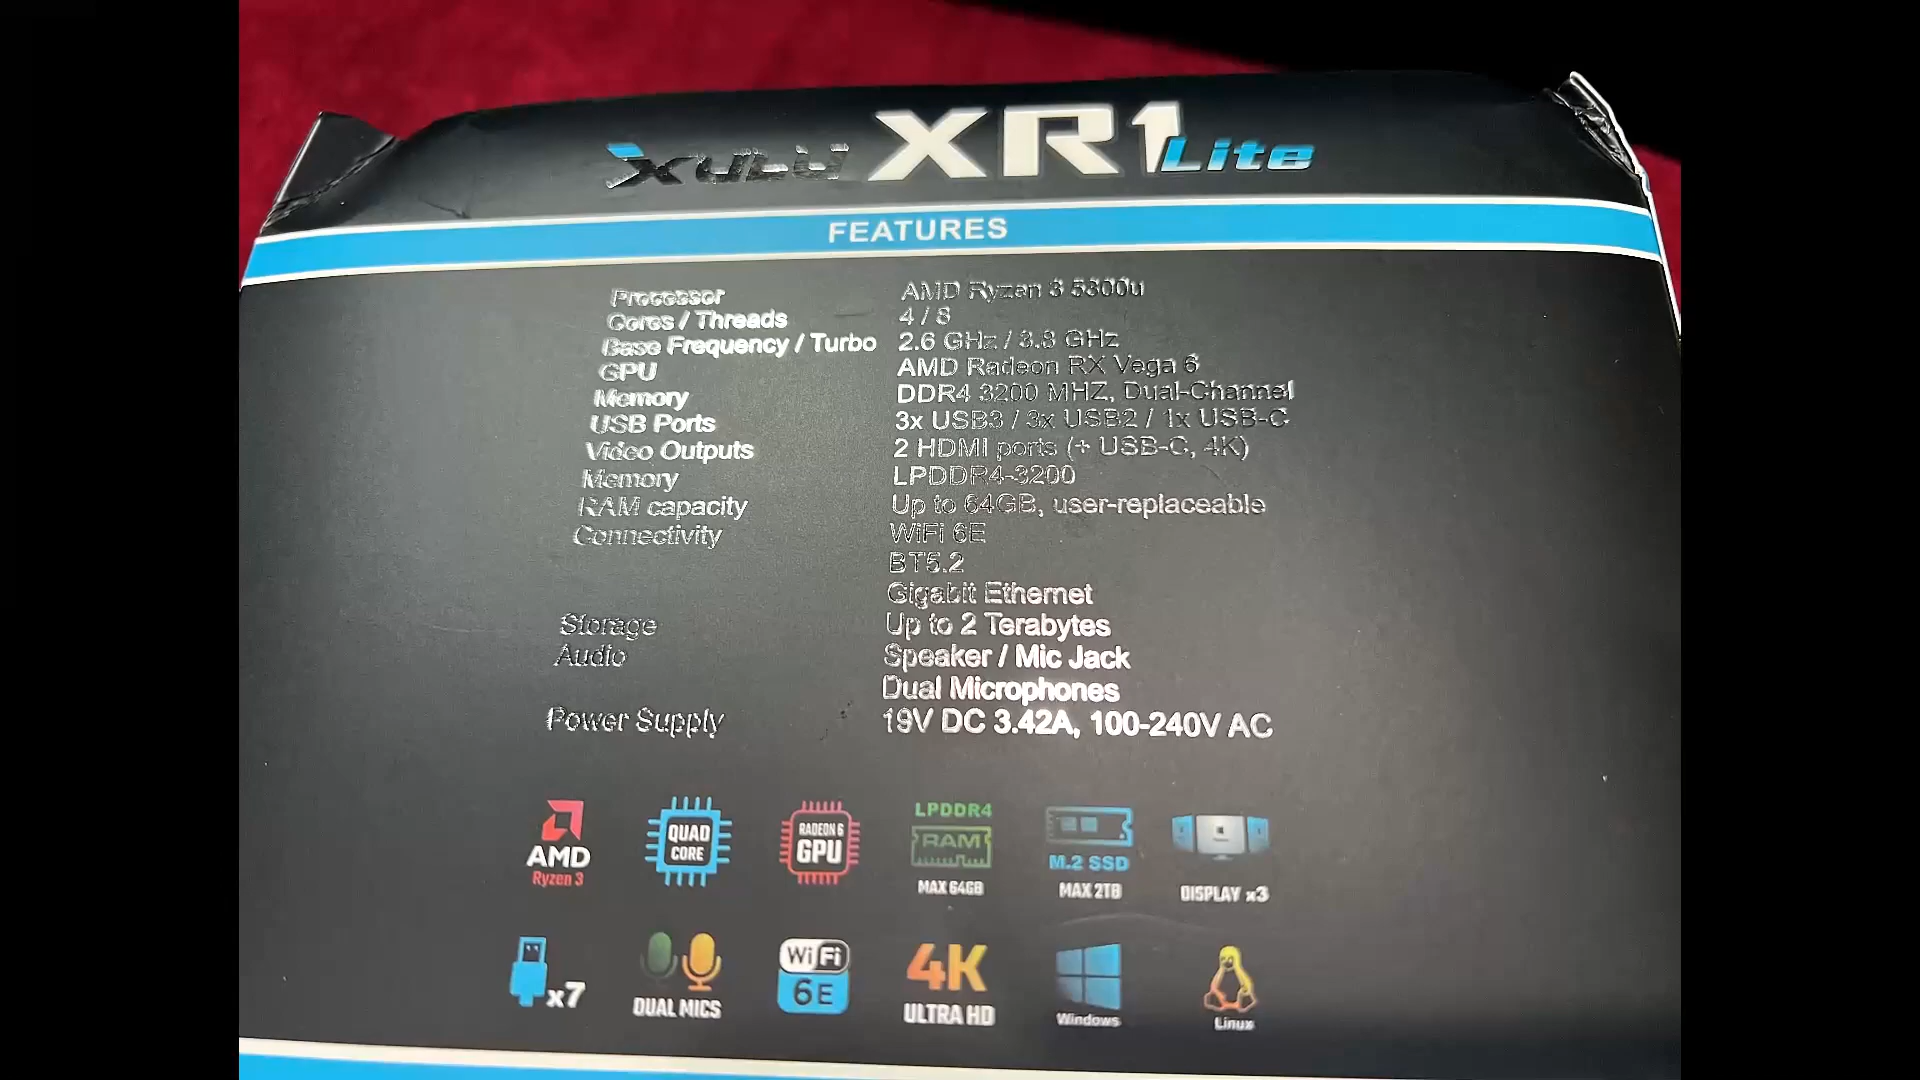 XULU XR1 Lite
FEATURES
Processor AMD Ryzen 3 5300u
Cores / Threads 4 / 8
Base Frequency / Turbo 2.6 GHz / 3.8 GHz
GPU AMD Radeon RX Vega 6
Memory DDR4 3200 MHZ, Dual-Channel
USB Ports 3x USB3 / 3x USB2 / 1x USB-C
Video Outputs 2 HDMI ports (+ USB-C, 4K)
Memory LPDDR4-3200
RAM capacity Up to 64GB, user-replaceable
Connectivity WiFi 6E
BT5.2
Gigabit Ethernet
Storage Up to 2 Terabytes
Audio Speaker / Mic Jack
Dual Microphones
Power Supply 19V DC 3.42A, 100-240V AC
AMD Ryzen 3
QUAD CORE
RADEON 6 GPU
LPDDR4 RAM MAX 64GB
M.2 SSD MAX 2TB
DISPLAY x3
x7
DUAL MICS
WiFi 6E
4K ULTRA HD
Windows
Linux